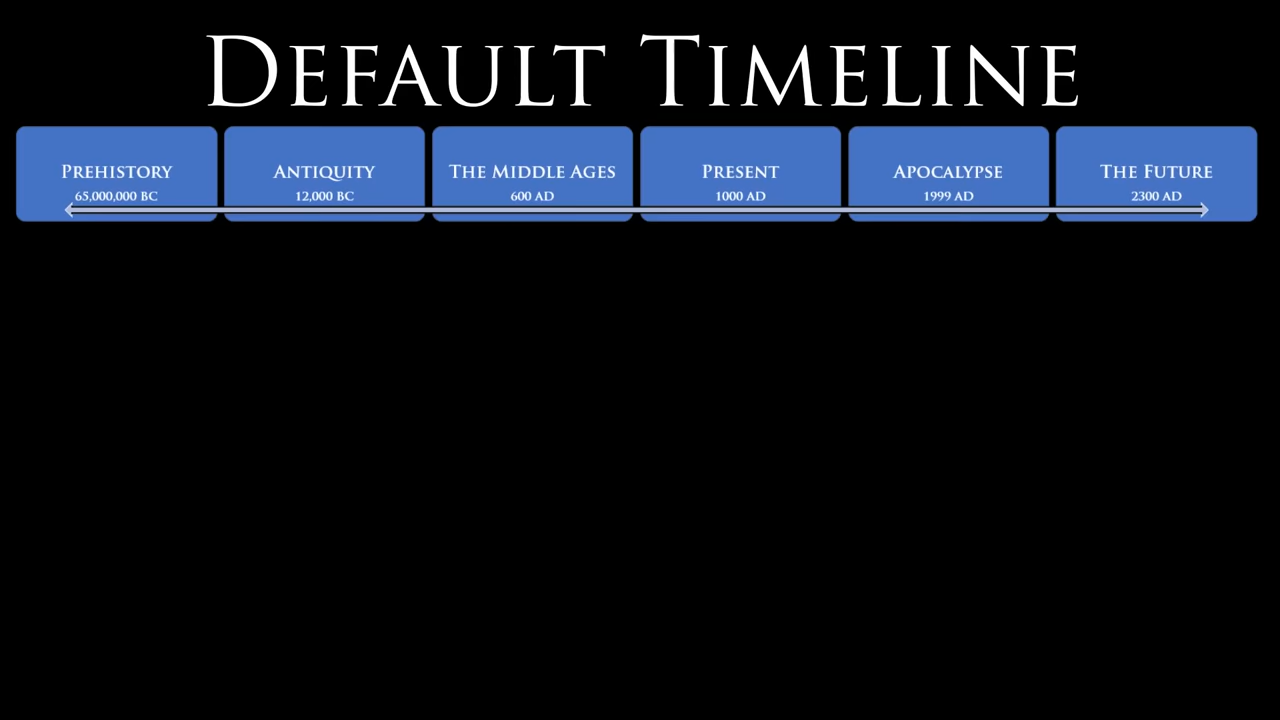 Default Timeline
Prehistory
65,000,000 BC
Antiquity
12,000 BC
The Middle Ages
600 AD
Present
1000 AD
Apocalypse
1999 AD
The Future
2300 AD